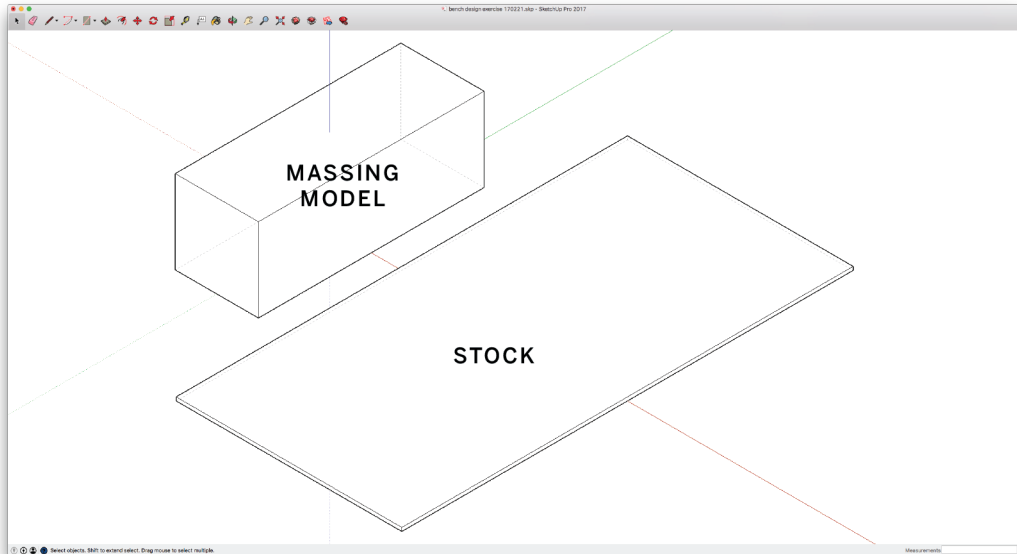 bench design exercise 170221.skp - SketchUp Pro 2017
MASSING
MODEL
STOCK
Select objects. Shift to extend select. Drag mouse to select multiple.
Measurements